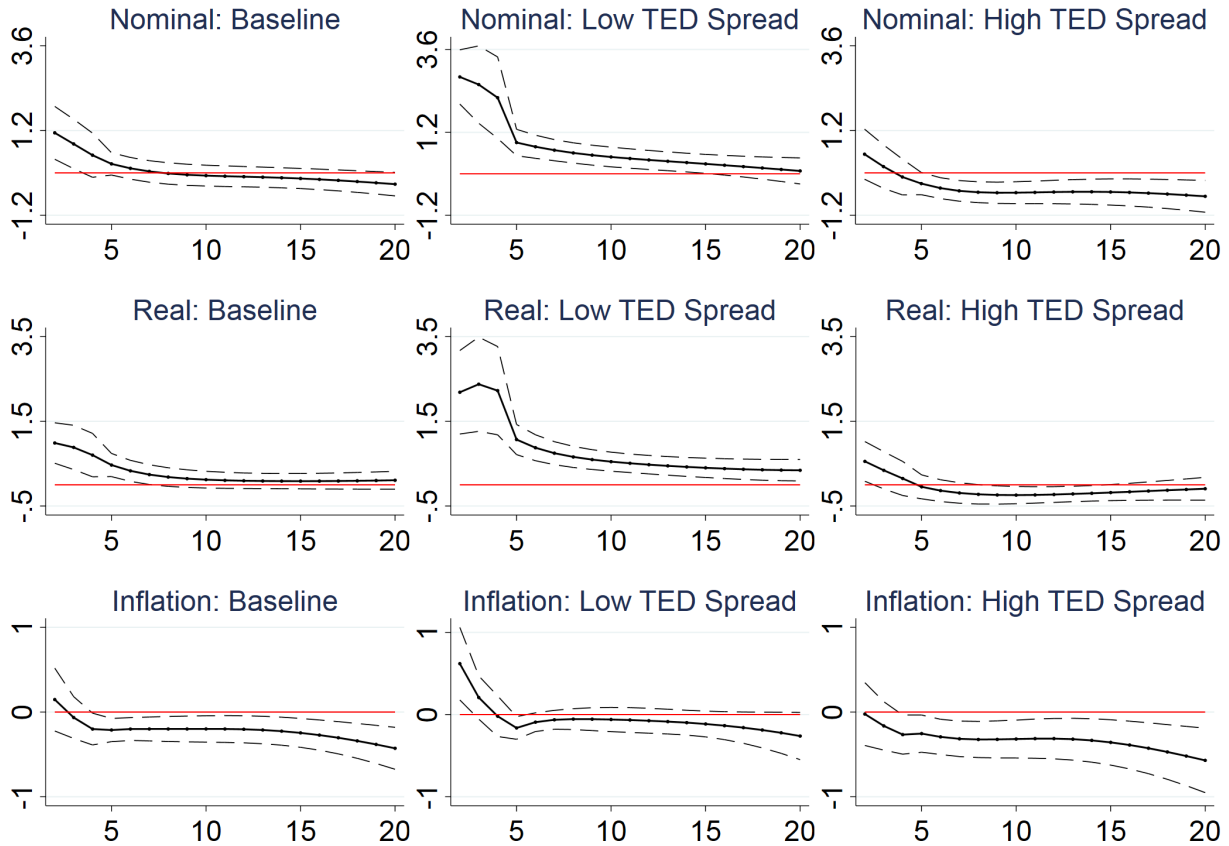 Nominal: Baseline
3.6
1.2
-1.2
5 10 15 20
Nominal: Low TED Spread
3.6
1.2
-1.2
5 10 15 20
Nominal: High TED Spread
3.6
1.2
-1.2
5 10 15 20
Real: Baseline
3.5
1.5
-.5
5 10 15 20
Real: Low TED Spread
3.5
1.5
-.5
5 10 15 20
Real: High TED Spread
3.5
1.5
-.5
5 10 15 20
Inflation: Baseline
1
0
-1
5 10 15 20
Inflation: Low TED Spread
1
0
-1
5 10 15 20
Inflation: High TED Spread
1
0
-1
5 10 15 20